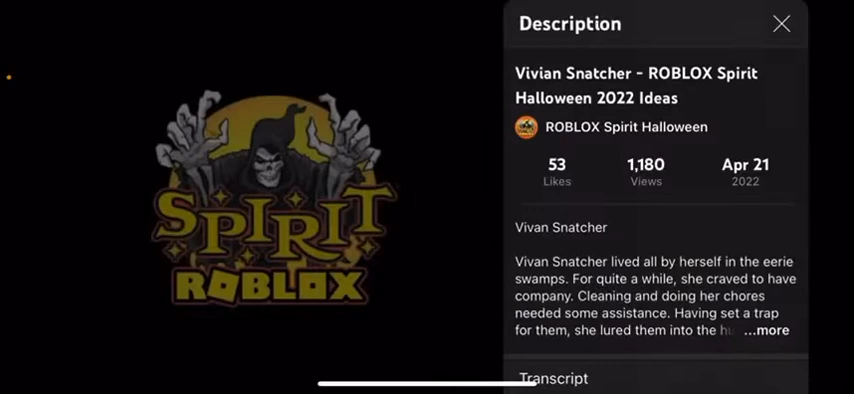 Description
Vivian Snatcher - ROBLOX Spirit
Halloween 2022 Ideas
ROBLOX Spirit Halloween
53 1,180 Apr 21
Likes Views 2022
Vivan Snatcher
Vivan Snatcher lived all by herself in the eerie
swamps. For quite a while, she craved to have
company. Cleaning and doing her chores
needed some assistance. Having set a trap
for them, she lured them into the ...more
Transcript
SPIRIT
ROBLOX